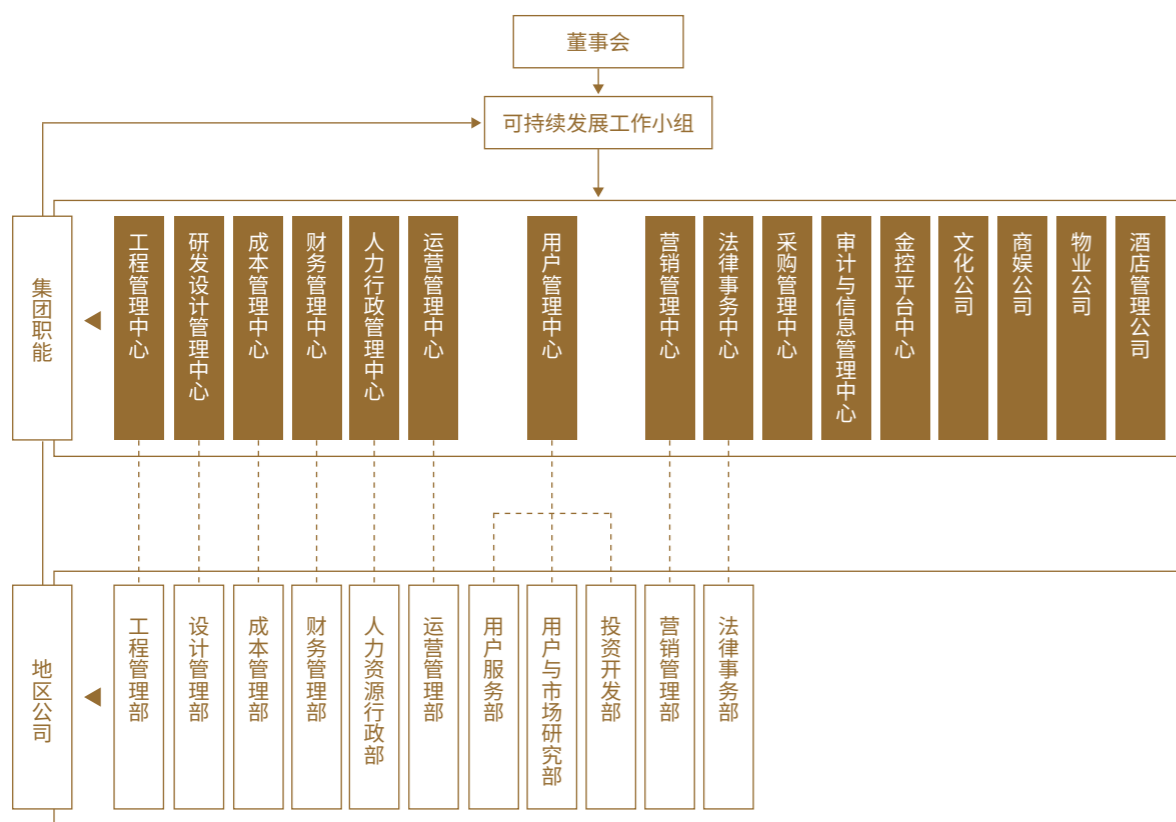 董事会
可持续发展工作小组
集团职能
工程管理中心
研发设计管理中心
成本管理中心
财务管理中心
人力行政管理中心
运营管理中心
用户管理中心
营销管理中心
法律事务中心
采购管理中心
审计与信息管理中心
金控平台中心
文化公司
商娱公司
物业公司
酒店管理公司
地区公司
工程管理部
设计管理部
成本管理部
财务管理部
人力资源行政部
运营管理部
用户服务部
用户与市场研究部
投资开发部
营销管理部
法律事务部